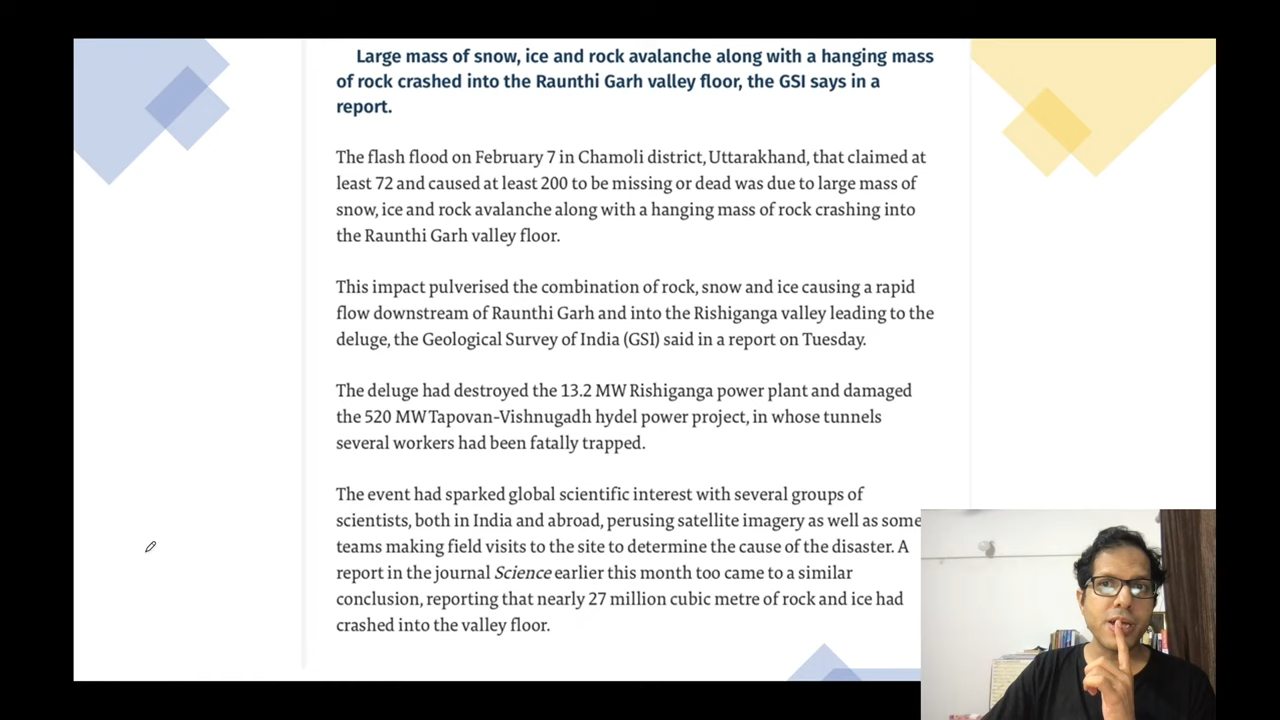 Large mass of snow, ice and rock avalanche along with a hanging mass
of rock crashed into the Raunthi Garh valley floor, the GSI says in a
report.
The flash flood on February 7 in Chamoli district, Uttarakhand, that claimed at
least 72 and caused at least 200 to be missing or dead was due to large mass of
snow, ice and rock avalanche along with a hanging mass of rock crashing into
the Raunthi Garh valley floor.
This impact pulverised the combination of rock, snow and ice causing a rapid
flow downstream of Raunthi Garh and into the Rishiganga valley leading to the
deluge, the Geological Survey of India (GSI) said in a report on Tuesday.
The deluge had destroyed the 13.2 MW Rishiganga power plant and damaged
the 520 MW Tapovan-Vishnugadh hydel power project, in whose tunnels
several workers had been fatally trapped.
The event had sparked global scientific interest with several groups of
scientists, both in India and abroad, perusing satellite imagery as well as some
teams making field visits to the site to determine the cause of the disaster. A
report in the journal Science earlier this month too came to a similar
conclusion, reporting that nearly 27 million cubic metre of rock and ice had
crashed into the valley floor.